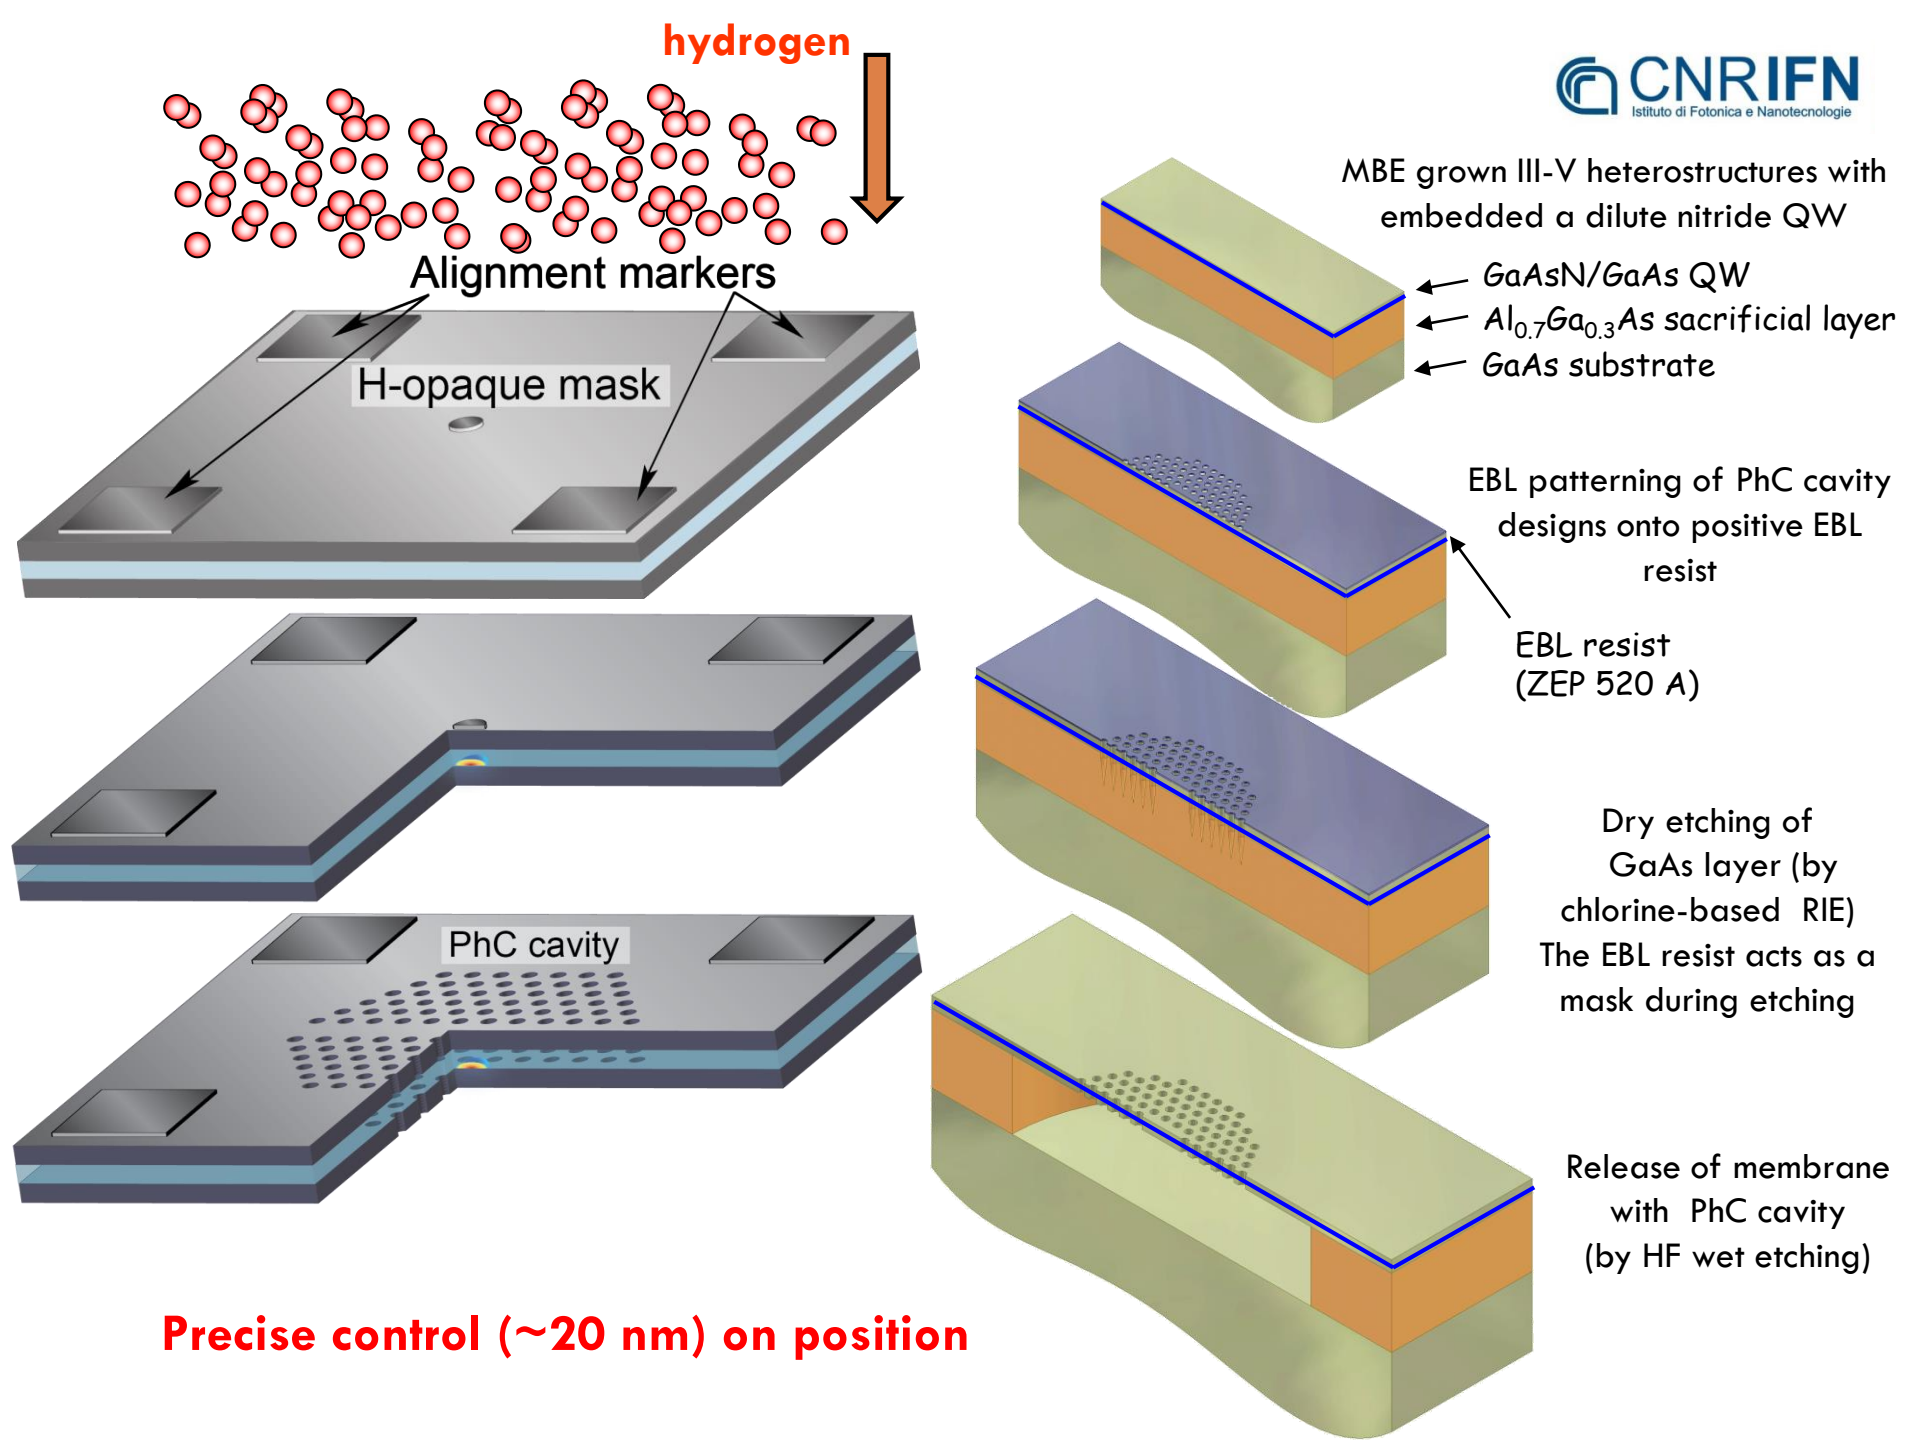 hydrogen
CNRIFN
Istituto di Fotonica e Nanotecnologie
MBE grown III-V heterostructures with
embedded a dilute nitride QW
Alignment markers
GaAsN/GaAs QW
Al0.7Ga0.3As sacrificial layer
GaAs substrate
H-opaque mask
EBL patterning of PhC cavity
designs onto positive EBL
resist
EBL resist
(ZEP 520 A)
Dry etching of
GaAs layer (by
chlorine-based RIE)
The EBL resist acts as a
mask during etching
PhC cavity
Release of membrane
with PhC cavity
(by HF wet etching)
Precise control (~20 nm) on position